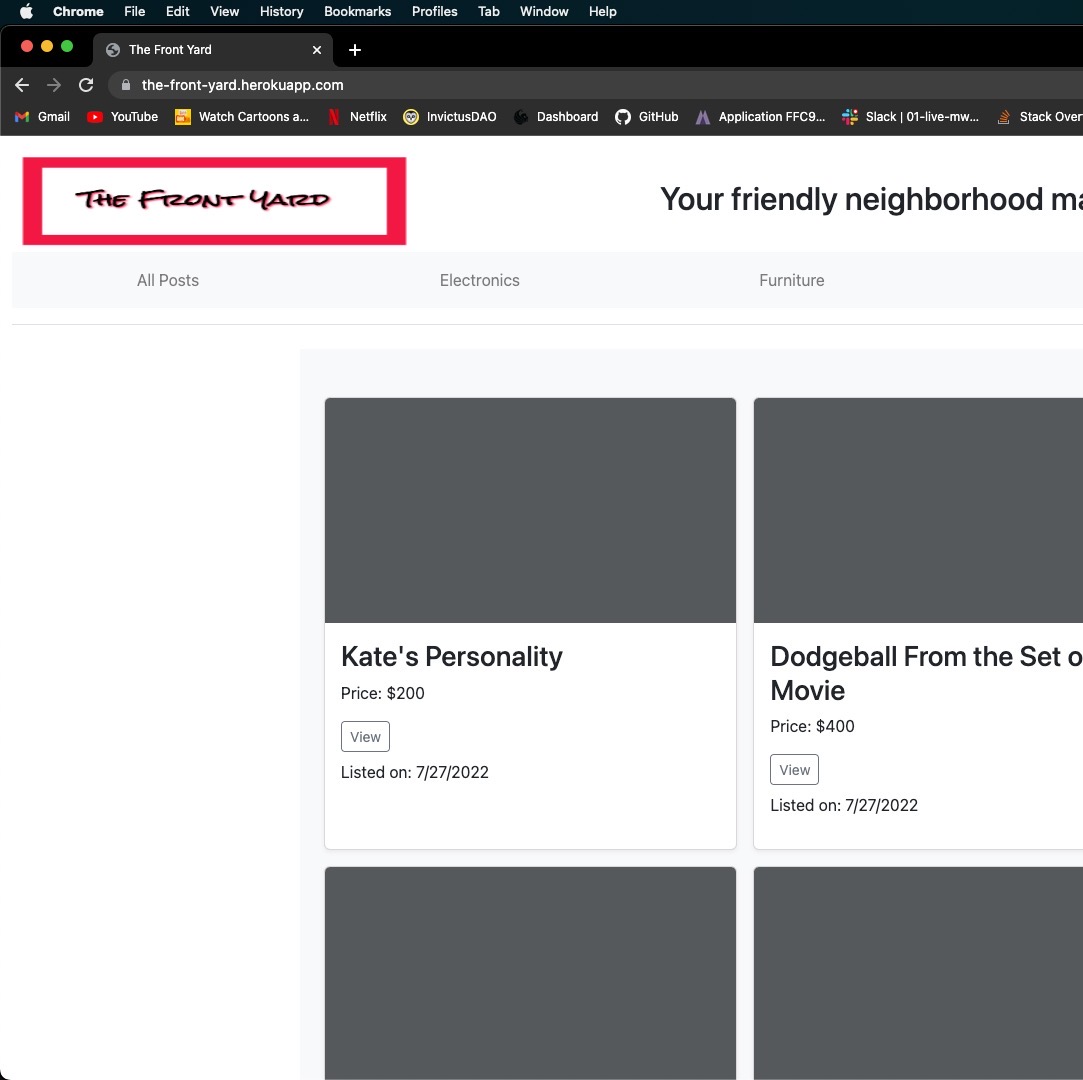 Chrome File Edit View History Bookmarks Profiles Tab Window Help
The Front Yard
the-front-yard.herokuapp.com
Gmail YouTube Watch Cartoons a... Netflix InvictusDAO Dashboard GitHub Application FFC9... Slack | 01-live-mw... Stack Over
The Front Yard
Your friendly neighborhood ma
All Posts Electronics Furniture
Kate's Personality
Price: $200
View
Listed on: 7/27/2022
Dodgeball From the Set o
Movie
Price: $400
View
Listed on: 7/27/2022